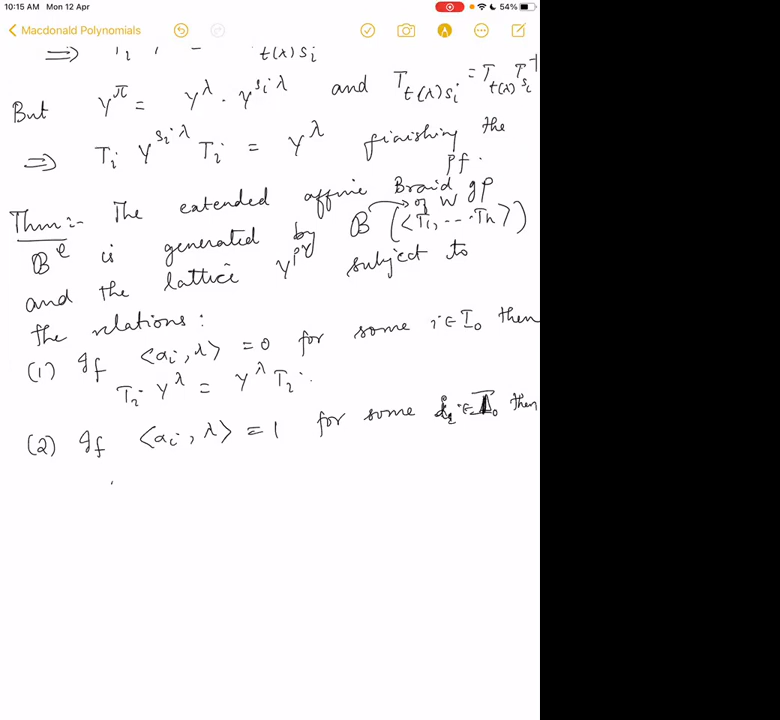 10:15 AM Mon 12 Apr
54%
Macdonald Polynomials
⟹ t(λ)s_i
But Y^π = Y^λ · Y^{s_i λ} and T_{t(λ)s_i} = T_{t(λ)} T_{s_i}^{-1}
⟹ T_i Y^{s_i λ} T_i = Y^λ finishing the pf.
Thm:- The extended affine Braid gp
B^e is generated by B (<T_1, ... T_n>) of W
and the lattice Y^{P^v} subject to
the relations:
(1) If <α_i, λ> = 0 for some i ∈ I_0 then
T_i Y^λ = Y^λ T_i.
(2) If <α_i, λ> = 1 for some i ∈ I_0 then